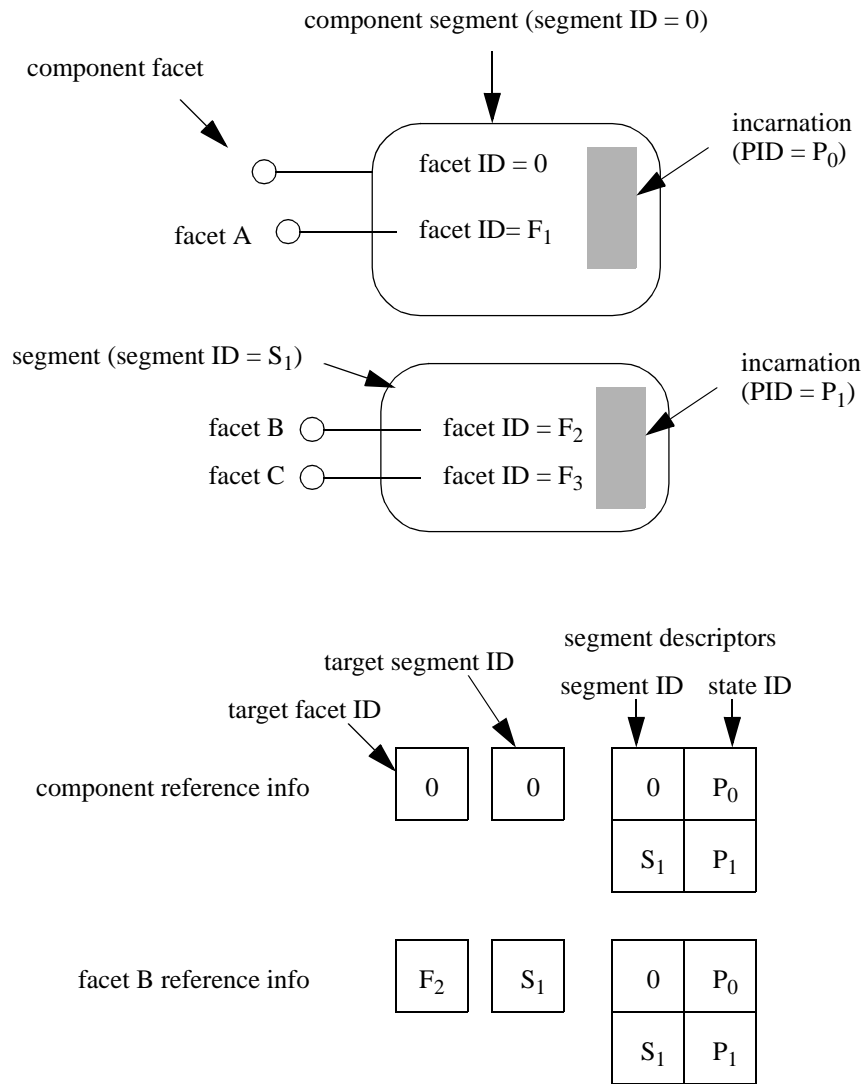 component segment (segment ID = 0)
component facet
incarnation
(PID = P0)
facet ID = 0
facet A
facet ID= F1
segment (segment ID = S1)
incarnation
(PID = P1)
facet B
facet ID = F2
facet C
facet ID = F3
segment descriptors
target segment ID
segment ID
state ID
target facet ID
component reference info
0
0
0
P0
S1
P1
facet B reference info
F2
S1
0
P0
S1
P1